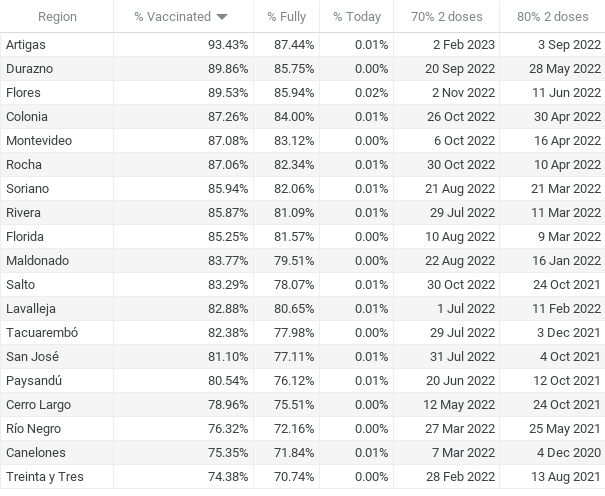 Region % Vaccinated % Fully % Today 70% 2 doses 80% 2 doses
Artigas 93.43% 87.44% 0.01% 2 Feb 2023 3 Sep 2022
Durazno 89.86% 85.75% 0.00% 20 Sep 2022 28 May 2022
Flores 89.53% 85.94% 0.02% 2 Nov 2022 11 Jun 2022
Colonia 87.26% 84.00% 0.01% 26 Oct 2022 30 Apr 2022
Montevideo 87.08% 83.12% 0.00% 6 Oct 2022 16 Apr 2022
Rocha 87.06% 82.34% 0.01% 30 Oct 2022 10 Apr 2022
Soriano 85.94% 82.06% 0.01% 21 Aug 2022 21 Mar 2022
Rivera 85.87% 81.09% 0.01% 29 Jul 2022 11 Mar 2022
Florida 85.25% 81.57% 0.00% 10 Aug 2022 9 Mar 2022
Maldonado 83.77% 79.51% 0.00% 22 Aug 2022 16 Jan 2022
Salto 83.29% 78.07% 0.01% 30 Oct 2022 24 Oct 2021
Lavalleja 82.88% 80.65% 0.01% 1 Jul 2022 11 Feb 2022
Tacuarembó 82.38% 77.98% 0.00% 29 Jul 2022 3 Dec 2021
San José 81.10% 77.11% 0.01% 31 Jul 2022 4 Oct 2021
Paysandú 80.54% 76.12% 0.01% 20 Jun 2022 12 Oct 2021
Cerro Largo 78.96% 75.51% 0.00% 12 May 2022 24 Oct 2021
Río Negro 76.32% 72.16% 0.00% 27 Mar 2022 25 May 2021
Canelones 75.35% 71.84% 0.01% 7 Mar 2022 4 Dec 2020
Treinta y Tres 74.38% 70.74% 0.00% 28 Feb 2022 13 Aug 2021